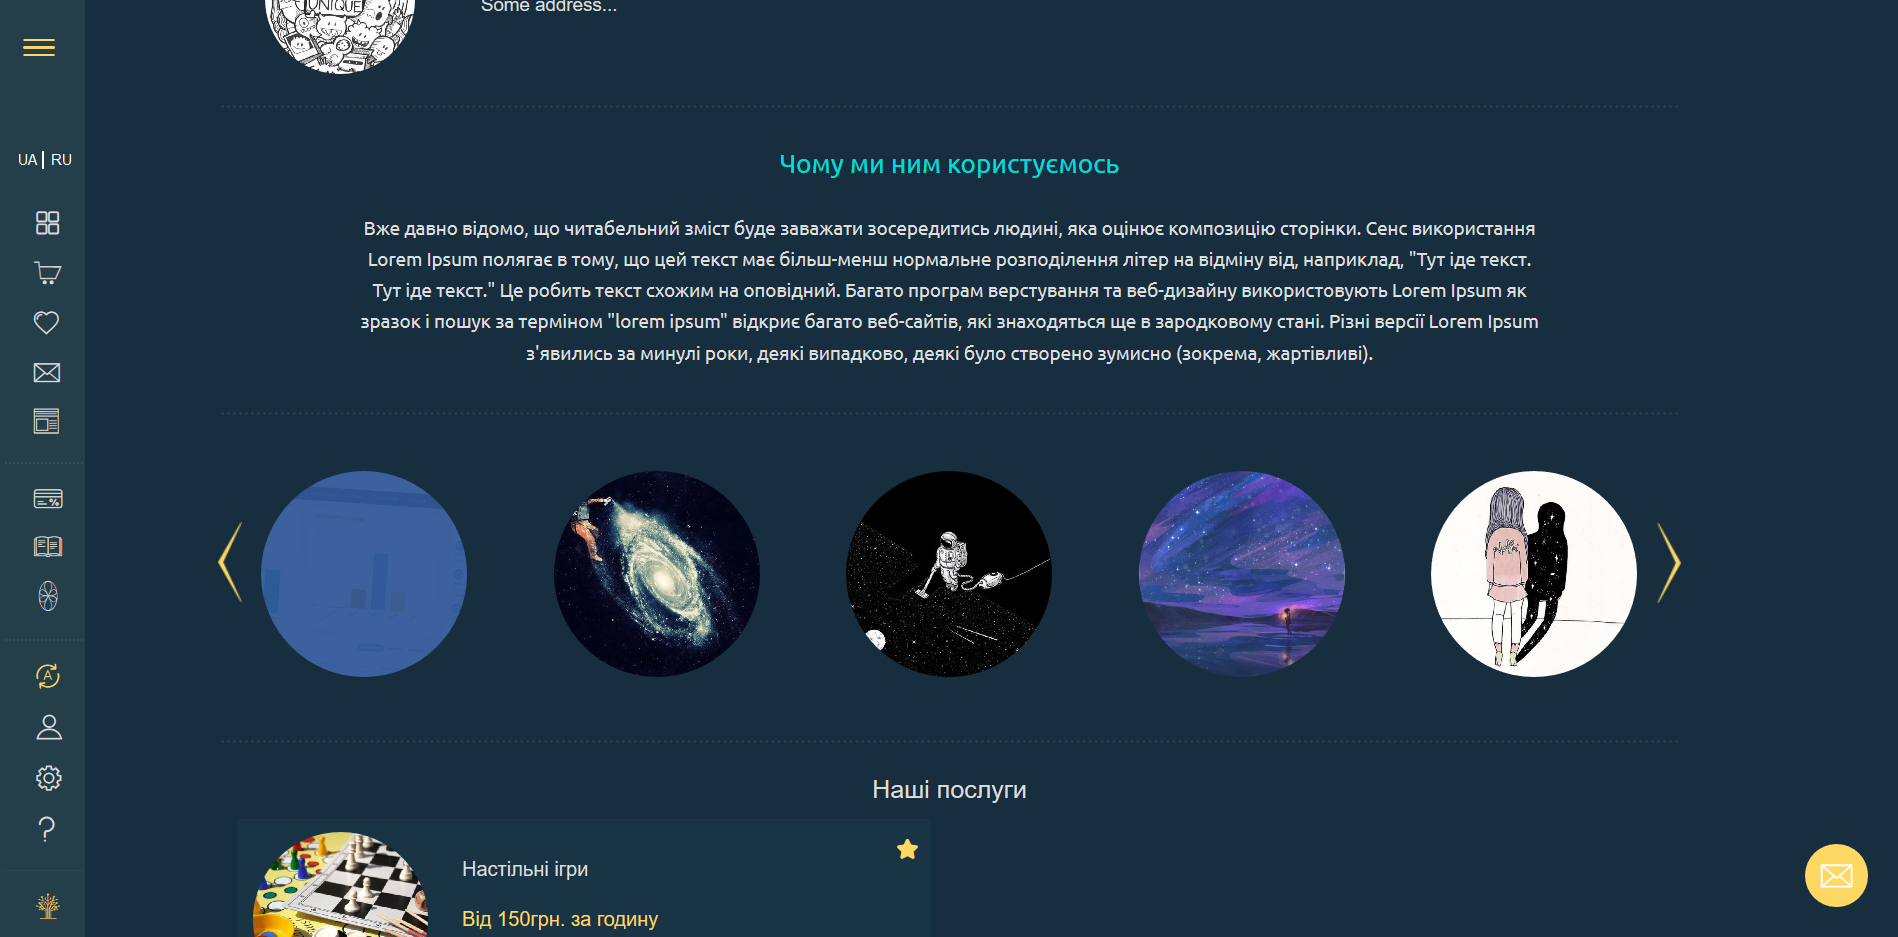 UNIQUE
Some address...
UA | RU
Чому ми ним користуємось
Вже давно відомо, що читабельний зміст буде заважати зосередитись людині, яка оцінює композицію сторінки. Сенс використання
Lorem Ipsum полягає в тому, що цей текст має більш-менш нормальне розподілення літер на відміну від, наприклад, "Тут іде текст.
Тут іде текст." Це робить текст схожим на оповідний. Багато програм верстування та веб-дизайну використовують Lorem Ipsum як
зразок і пошук за терміном "lorem ipsum" відкриє багато веб-сайтів, які знаходяться ще в зародковому стані. Різні версії Lorem Ipsum
з'явились за минулі роки, деякі випадково, деякі було створено зумисно (зокрема, жартівливі).
Наші послуги
Настільні ігри
Від 150грн. за годину